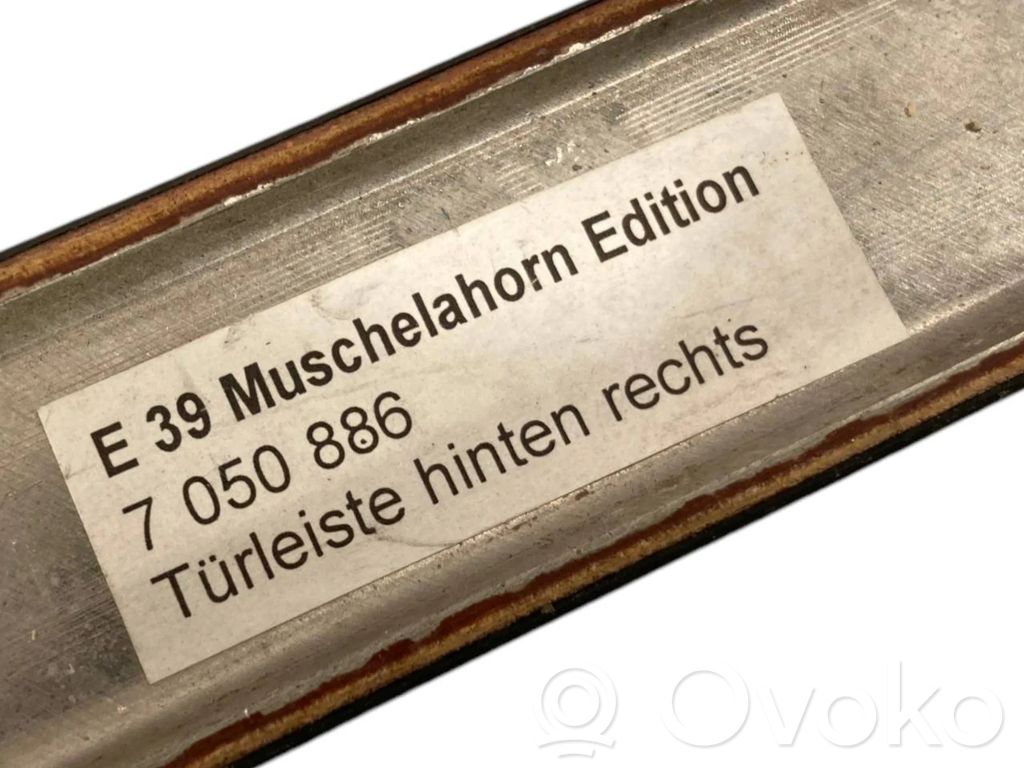 E 39 Muschelahorn Edition
7 050 886
Türleiste hinten rechts
Ovoko